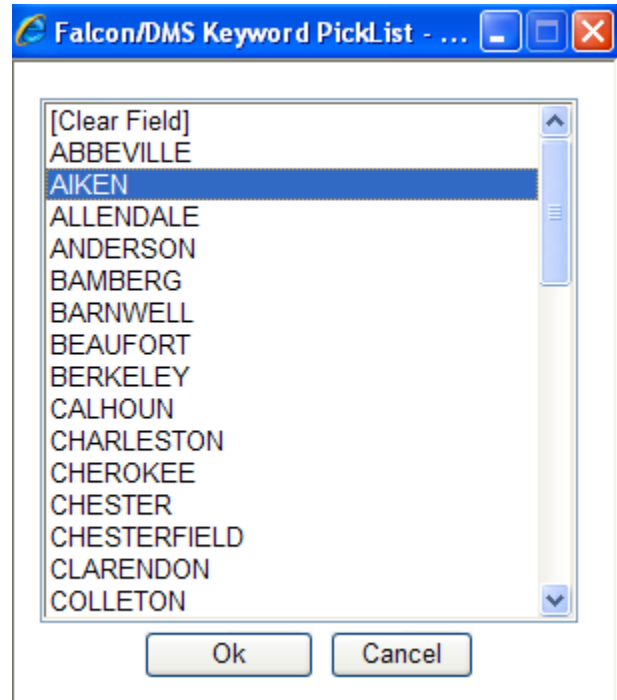 Falcon/DMS Keyword PickList - ...
[Clear Field]
ABBEVILLE
AIKEN
ALLENDALE
ANDERSON
BAMBERG
BARNWELL
BEAUFORT
BERKELEY
CALHOUN
CHARLESTON
CHEROKEE
CHESTER
CHESTERFIELD
CLARENDON
COLLETON
Ok Cancel